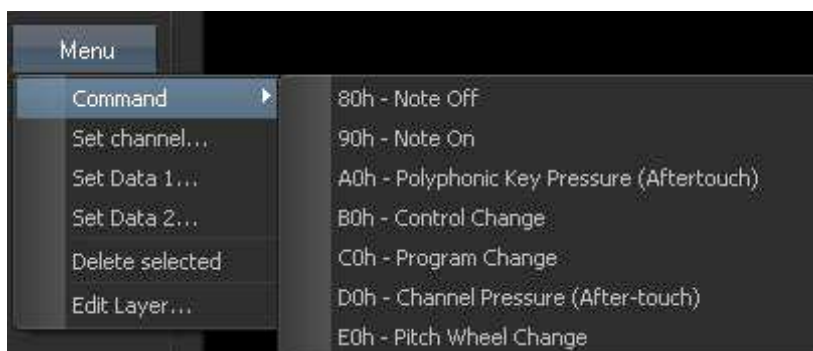 Menu
Command
Set channel...
Set Data 1...
Set Data 2...
Delete selected
Edit Layer...
80h - Note Off
90h - Note On
A0h - Polyphonic Key Pressure (Aftertouch)
B0h - Control Change
C0h - Program Change
D0h - Channel Pressure (After-touch)
E0h - Pitch Wheel Change